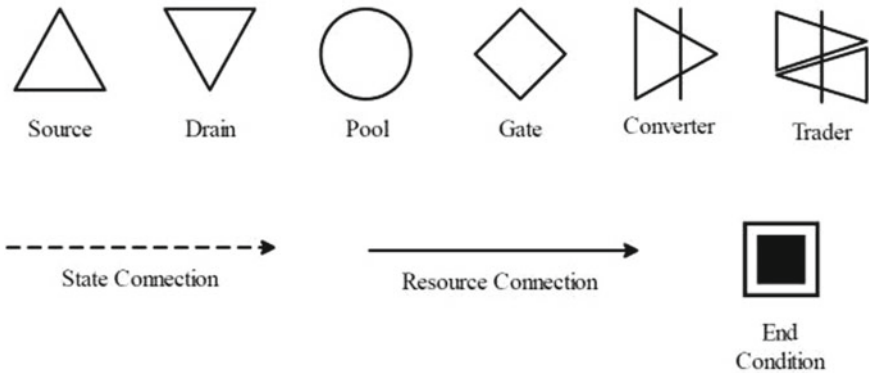 Source
Drain
Pool
Gate
Converter
Trader
State Connection
Resource Connection
End
Condition